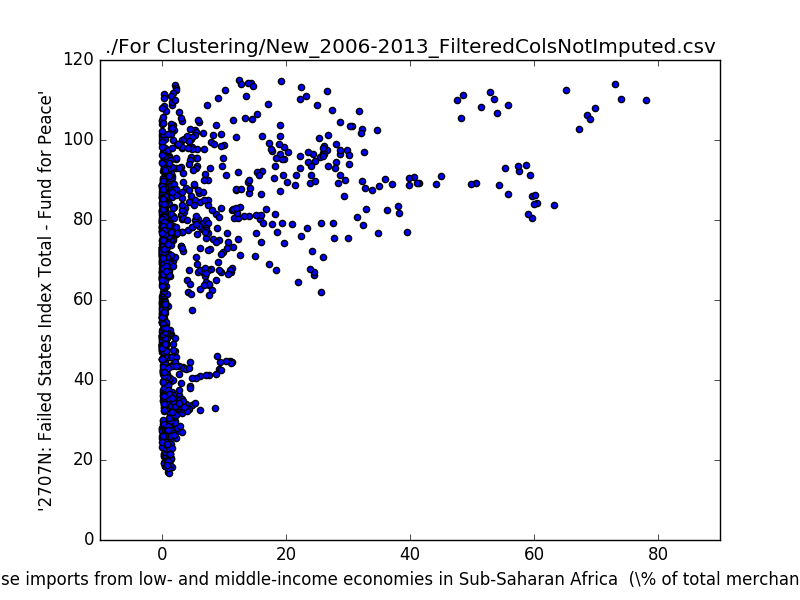 ./For Clustering/New_2006-2013_FilteredColsNotImputed.csv
120
100
80
60
40
20
0
'2707N: Failed States Index Total - Fund for Peace'
0 20 40 60 80
se imports from low- and middle-income economies in Sub-Saharan Africa (\% of total merchan